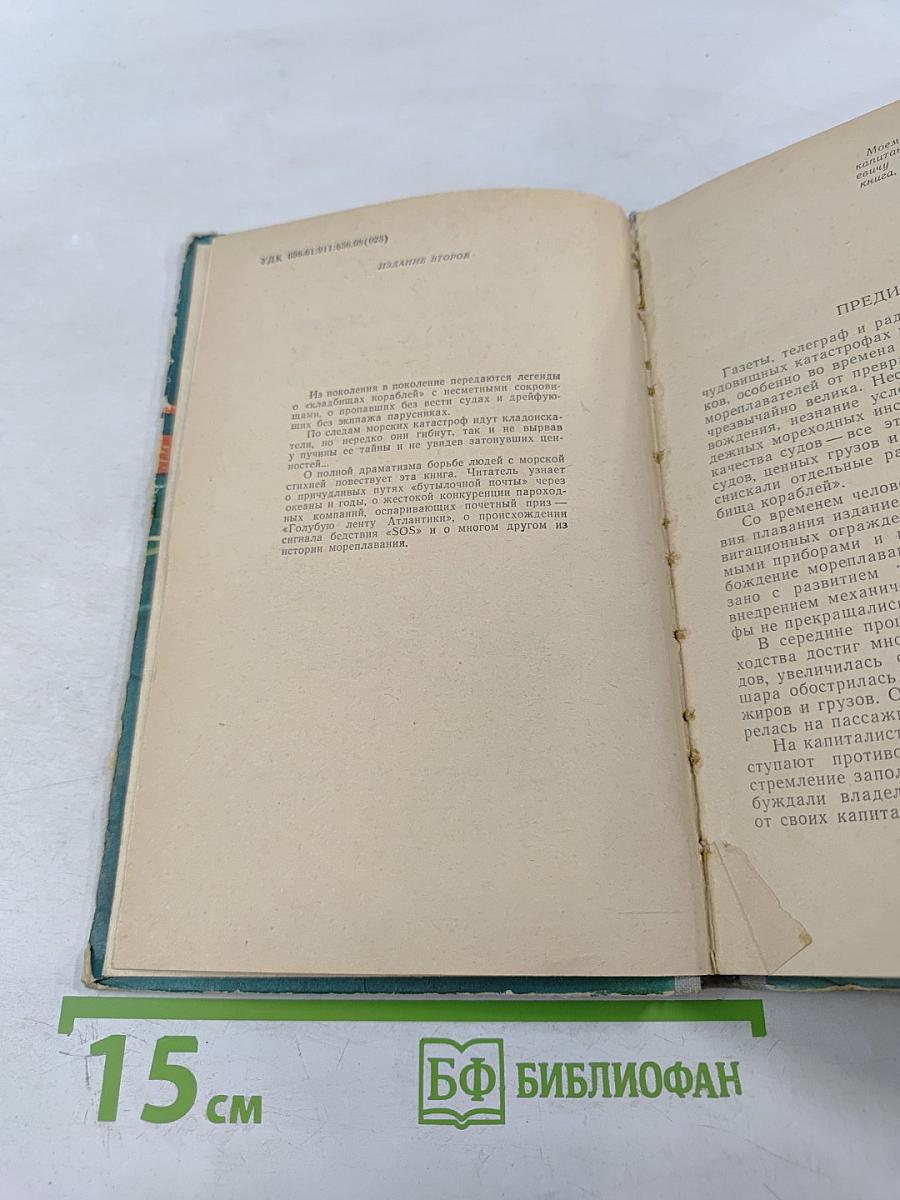 УДК 656.61:911:656.08(023)
ИЗДАНИЕ ВТОРОЕ
Из поколения в поколение передаются легенды
о «кладбищах кораблей» с несметными сокрови-
щами, о пропавших без вести судах и дрейфую-
щих без экипажа парусниках.
По следам морских катастроф идут кладоиска-
тели, но нередко они гибнут, так и не вырвав
у пучины ее тайны и не увидев затонувших цен-
ностей...
О полной драматизма борьбе людей с морской
стихией повествует эта книга. Читатель узнает
о причудливых путях «бутылочной почты» через
океаны и годы, о жестокой конкуренции пароход-
ных компаний, оспаривающих почетный приз —
«Голубую ленту Атлантики», о происхождении
сигнала бедствия «SOS» и о многом другом из
истории мореплавания.
Моем
капитан
евичу
книга.
ПРЕДИ
Газеты, телеграф и рад
чудовищных катастрофах
ков, особенно во времена
мореплавателей от превра
чрезвычайно велика. Нес
вождения, незнание усл
дежных мореходных инс
качества судов — все эт
судов, ценных грузов и
снискали отдельные ра
бища кораблей».
Со временем челове
вия плавания издание
вигационных огражде
мыми приборами и
бождение мореплаван
зано с развитием
внедрением механиче
фы не прекращались
В середине прош
ходства достиг мно
дов, увеличилась
шара обострилась
жиров и грузов. О
релась на пассажи
На капиталист
ступают противо
стремление запол
буждали владел
от своих капита
15 см
БФ БИБЛИОФАН